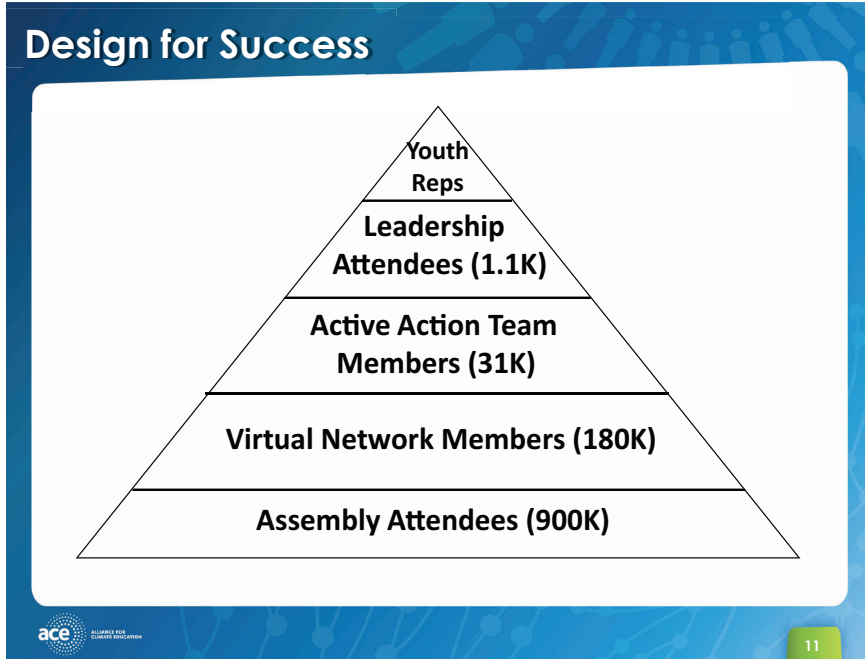 Design for Success
Youth
Reps
Leadership
Attendees (1.1K)
Active Action Team
Members (31K)
Virtual Network Members (180K)
Assembly Attendees (900K)
ace
ALLIANCE FOR
CLIMATE EDUCATION
11